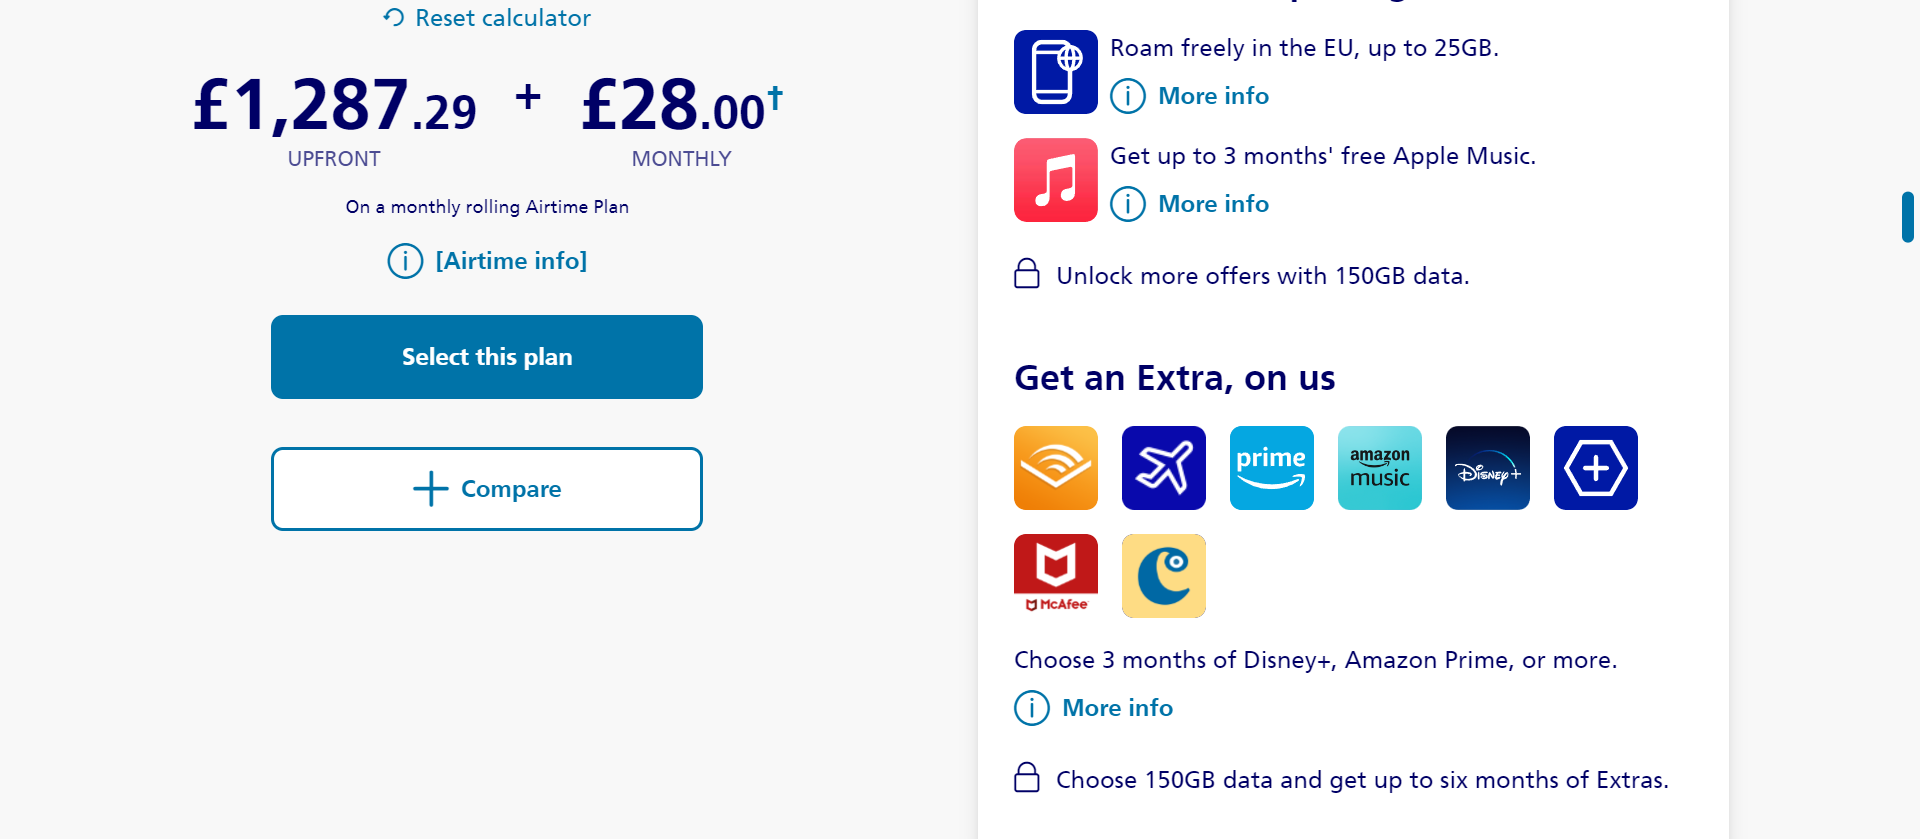 Reset calculator
£1,287.29 + £28.00†
UPFRONT MONTHLY
On a monthly rolling Airtime Plan
[Airtime info]
Select this plan
Compare
Roam freely in the EU, up to 25GB.
More info
Get up to 3 months' free Apple Music.
More info
Unlock more offers with 150GB data.
Get an Extra, on us
prime
amazon
music
Disney+
McAfee
Choose 3 months of Disney+, Amazon Prime, or more.
More info
Choose 150GB data and get up to six months of Extras.